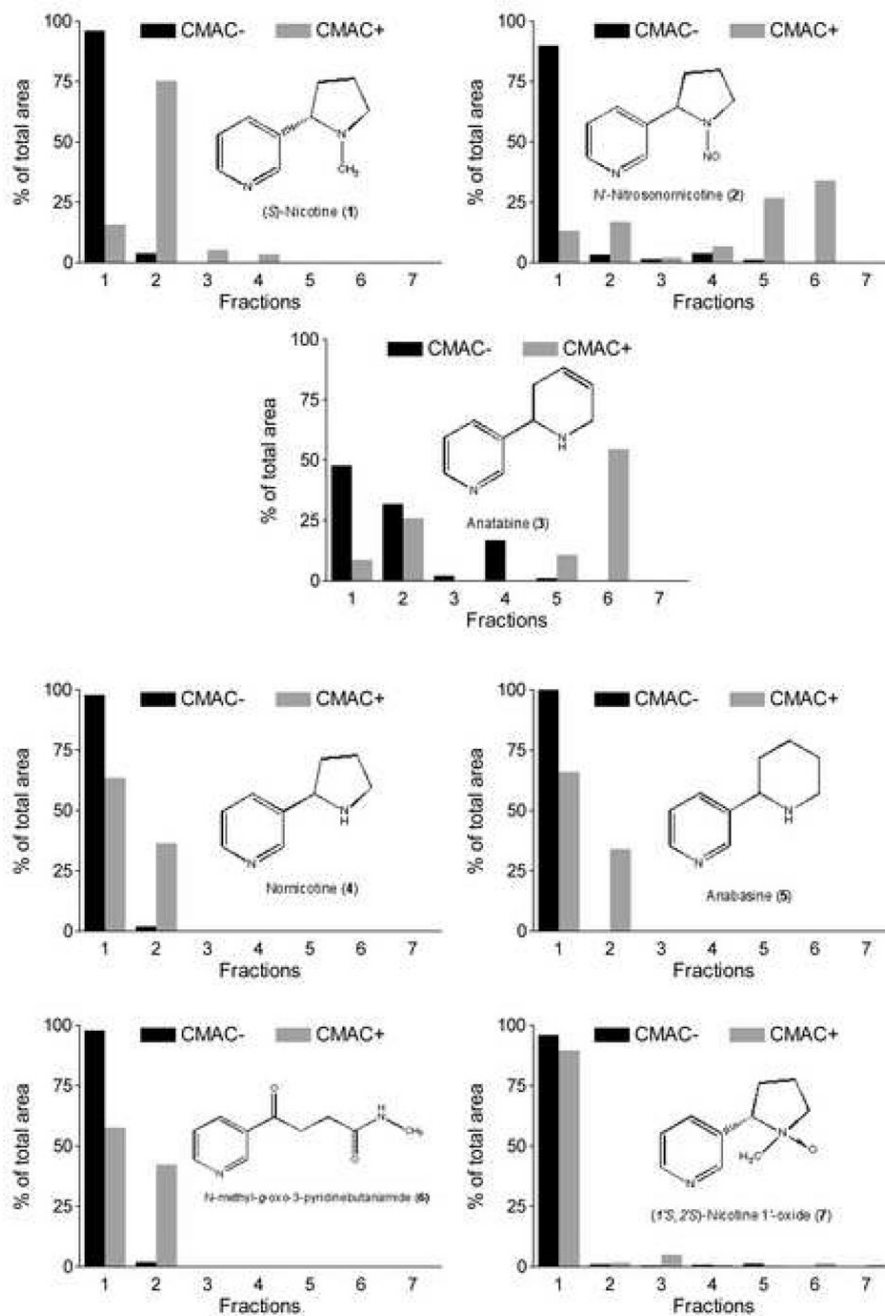 100
75
50
25
0
% of total area
CMAC- CMAC+
N
N
CH₃
(S)-Nicotine (1)
1 2 3 4 5 6 7
Fractions
100
75
50
25
0
% of total area
CMAC- CMAC+
N
N
NO
N'-Nitrosonornicotine (2)
1 2 3 4 5 6 7
Fractions
100
75
50
25
0
% of total area
CMAC- CMAC+
N
N
H
Anatabine (3)
1 2 3 4 5 6 7
Fractions
100
75
50
25
0
% of total area
CMAC- CMAC+
N
N
H
Nornicotine (4)
1 2 3 4 5 6 7
Fractions
100
75
50
25
0
% of total area
CMAC- CMAC+
N
N
H
Anabasine (5)
1 2 3 4 5 6 7
Fractions
100
75
50
25
0
% of total area
CMAC- CMAC+
O
H
N
CH₃
O
N
N-methyl-g-oxo-3-pyridinebutanamide (6)
1 2 3 4 5 6 7
Fractions
100
75
50
25
0
% of total area
CMAC- CMAC+
N
H₃C
O
N
(1'S, 2'S)-Nicotine 1'-oxide (7)
1 2 3 4 5 6 7
Fractions